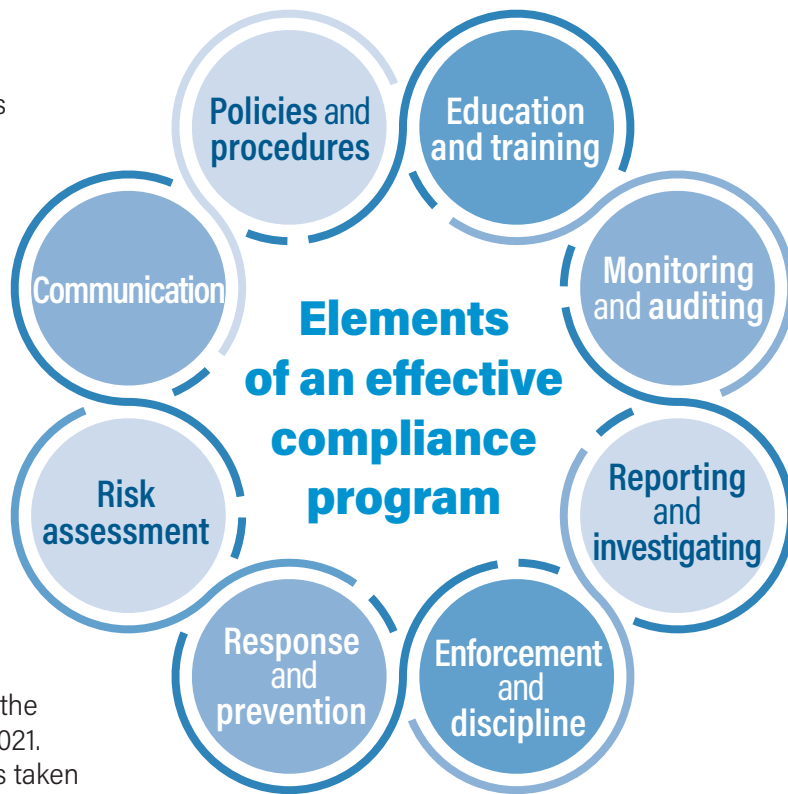 s
Policies and
procedures
Education
and training
Communication
Monitoring
and auditing
Elements
of an effective
compliance
program
Risk
assessment
Reporting
and
investigating
Response
and
prevention
Enforcement
and
discipline
the
021.
s taken